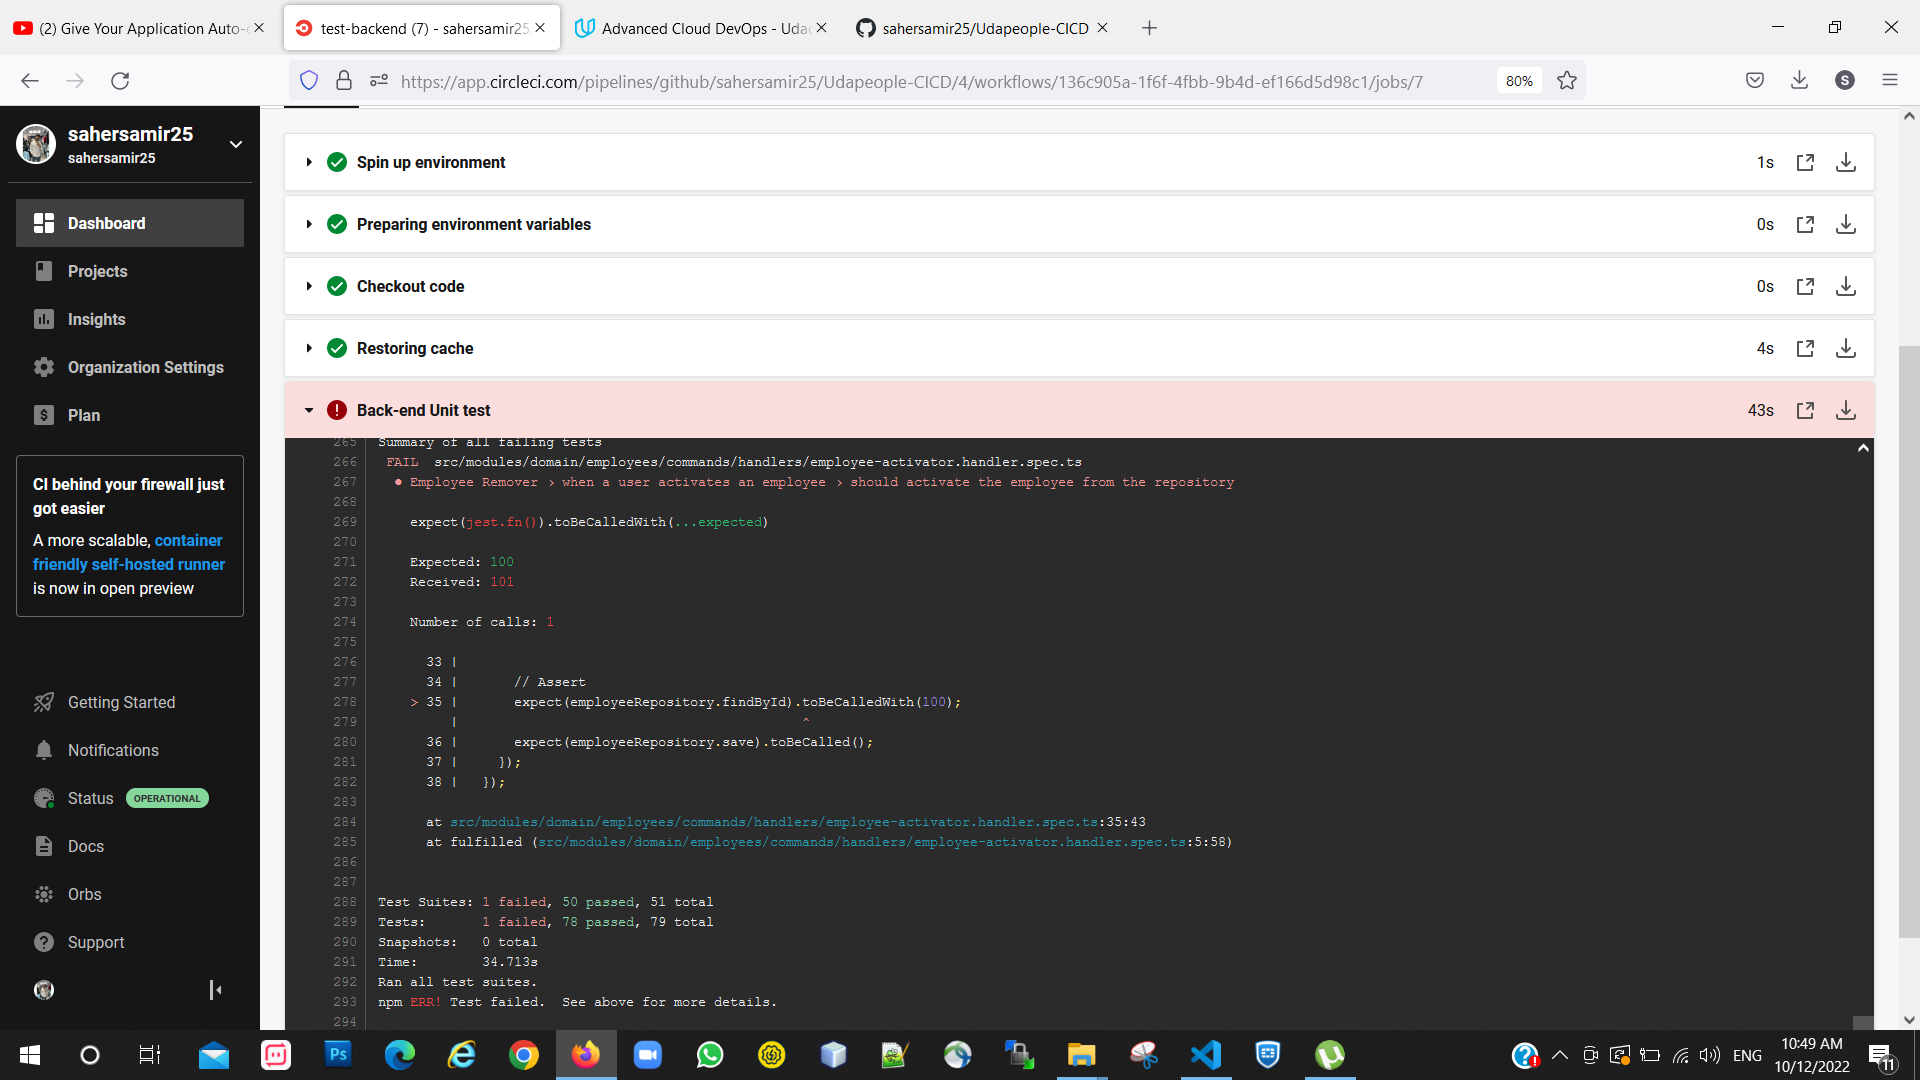 (2) Give Your Application Auto-c
test-backend (7) - sahersamir25
Advanced Cloud DevOps - Udac
sahersamir25/Udapeople-CICD
https://app.circleci.com/pipelines/github/sahersamir25/Udapeople-CICD/4/workflows/136c905a-1f6f-4fbb-9b4d-ef166d5d98c1/jobs/7
80%
S
sahersamir25
sahersamir25
Dashboard
Projects
Insights
Organization Settings
Plan
CI behind your firewall just
got easier
A more scalable, container
friendly self-hosted runner
is now in open preview
Getting Started
Notifications
Status OPERATIONAL
Docs
Orbs
Support
Spin up environment 1s
Preparing environment variables 0s
Checkout code 0s
Restoring cache 4s
Back-end Unit test 43s
265 Summary of all failing tests
266 FAIL src/modules/domain/employees/commands/handlers/employee-activator.handler.spec.ts
267 ● Employee Remover › when a user activates an employee › should activate the employee from the repository
268
269 expect(jest.fn()).toBeCalledWith(...expected)
270
271 Expected: 100
272 Received: 101
273
274 Number of calls: 1
275
276 33 |
277 34 | // Assert
278 > 35 | expect(employeeRepository.findById).toBeCalledWith(100);
279 | ^
280 36 | expect(employeeRepository.save).toBeCalled();
281 37 | });
282 38 | });
283
284 at src/modules/domain/employees/commands/handlers/employee-activator.handler.spec.ts:35:43
285 at fulfilled (src/modules/domain/employees/commands/handlers/employee-activator.handler.spec.ts:5:58)
286
287
288 Test Suites: 1 failed, 50 passed, 51 total
289 Tests: 1 failed, 78 passed, 79 total
290 Snapshots: 0 total
291 Time: 34.713s
292 Ran all test suites.
293 npm ERR! Test failed. See above for more details.
294
Ps
ENG
10:49 AM
10/12/2022
11